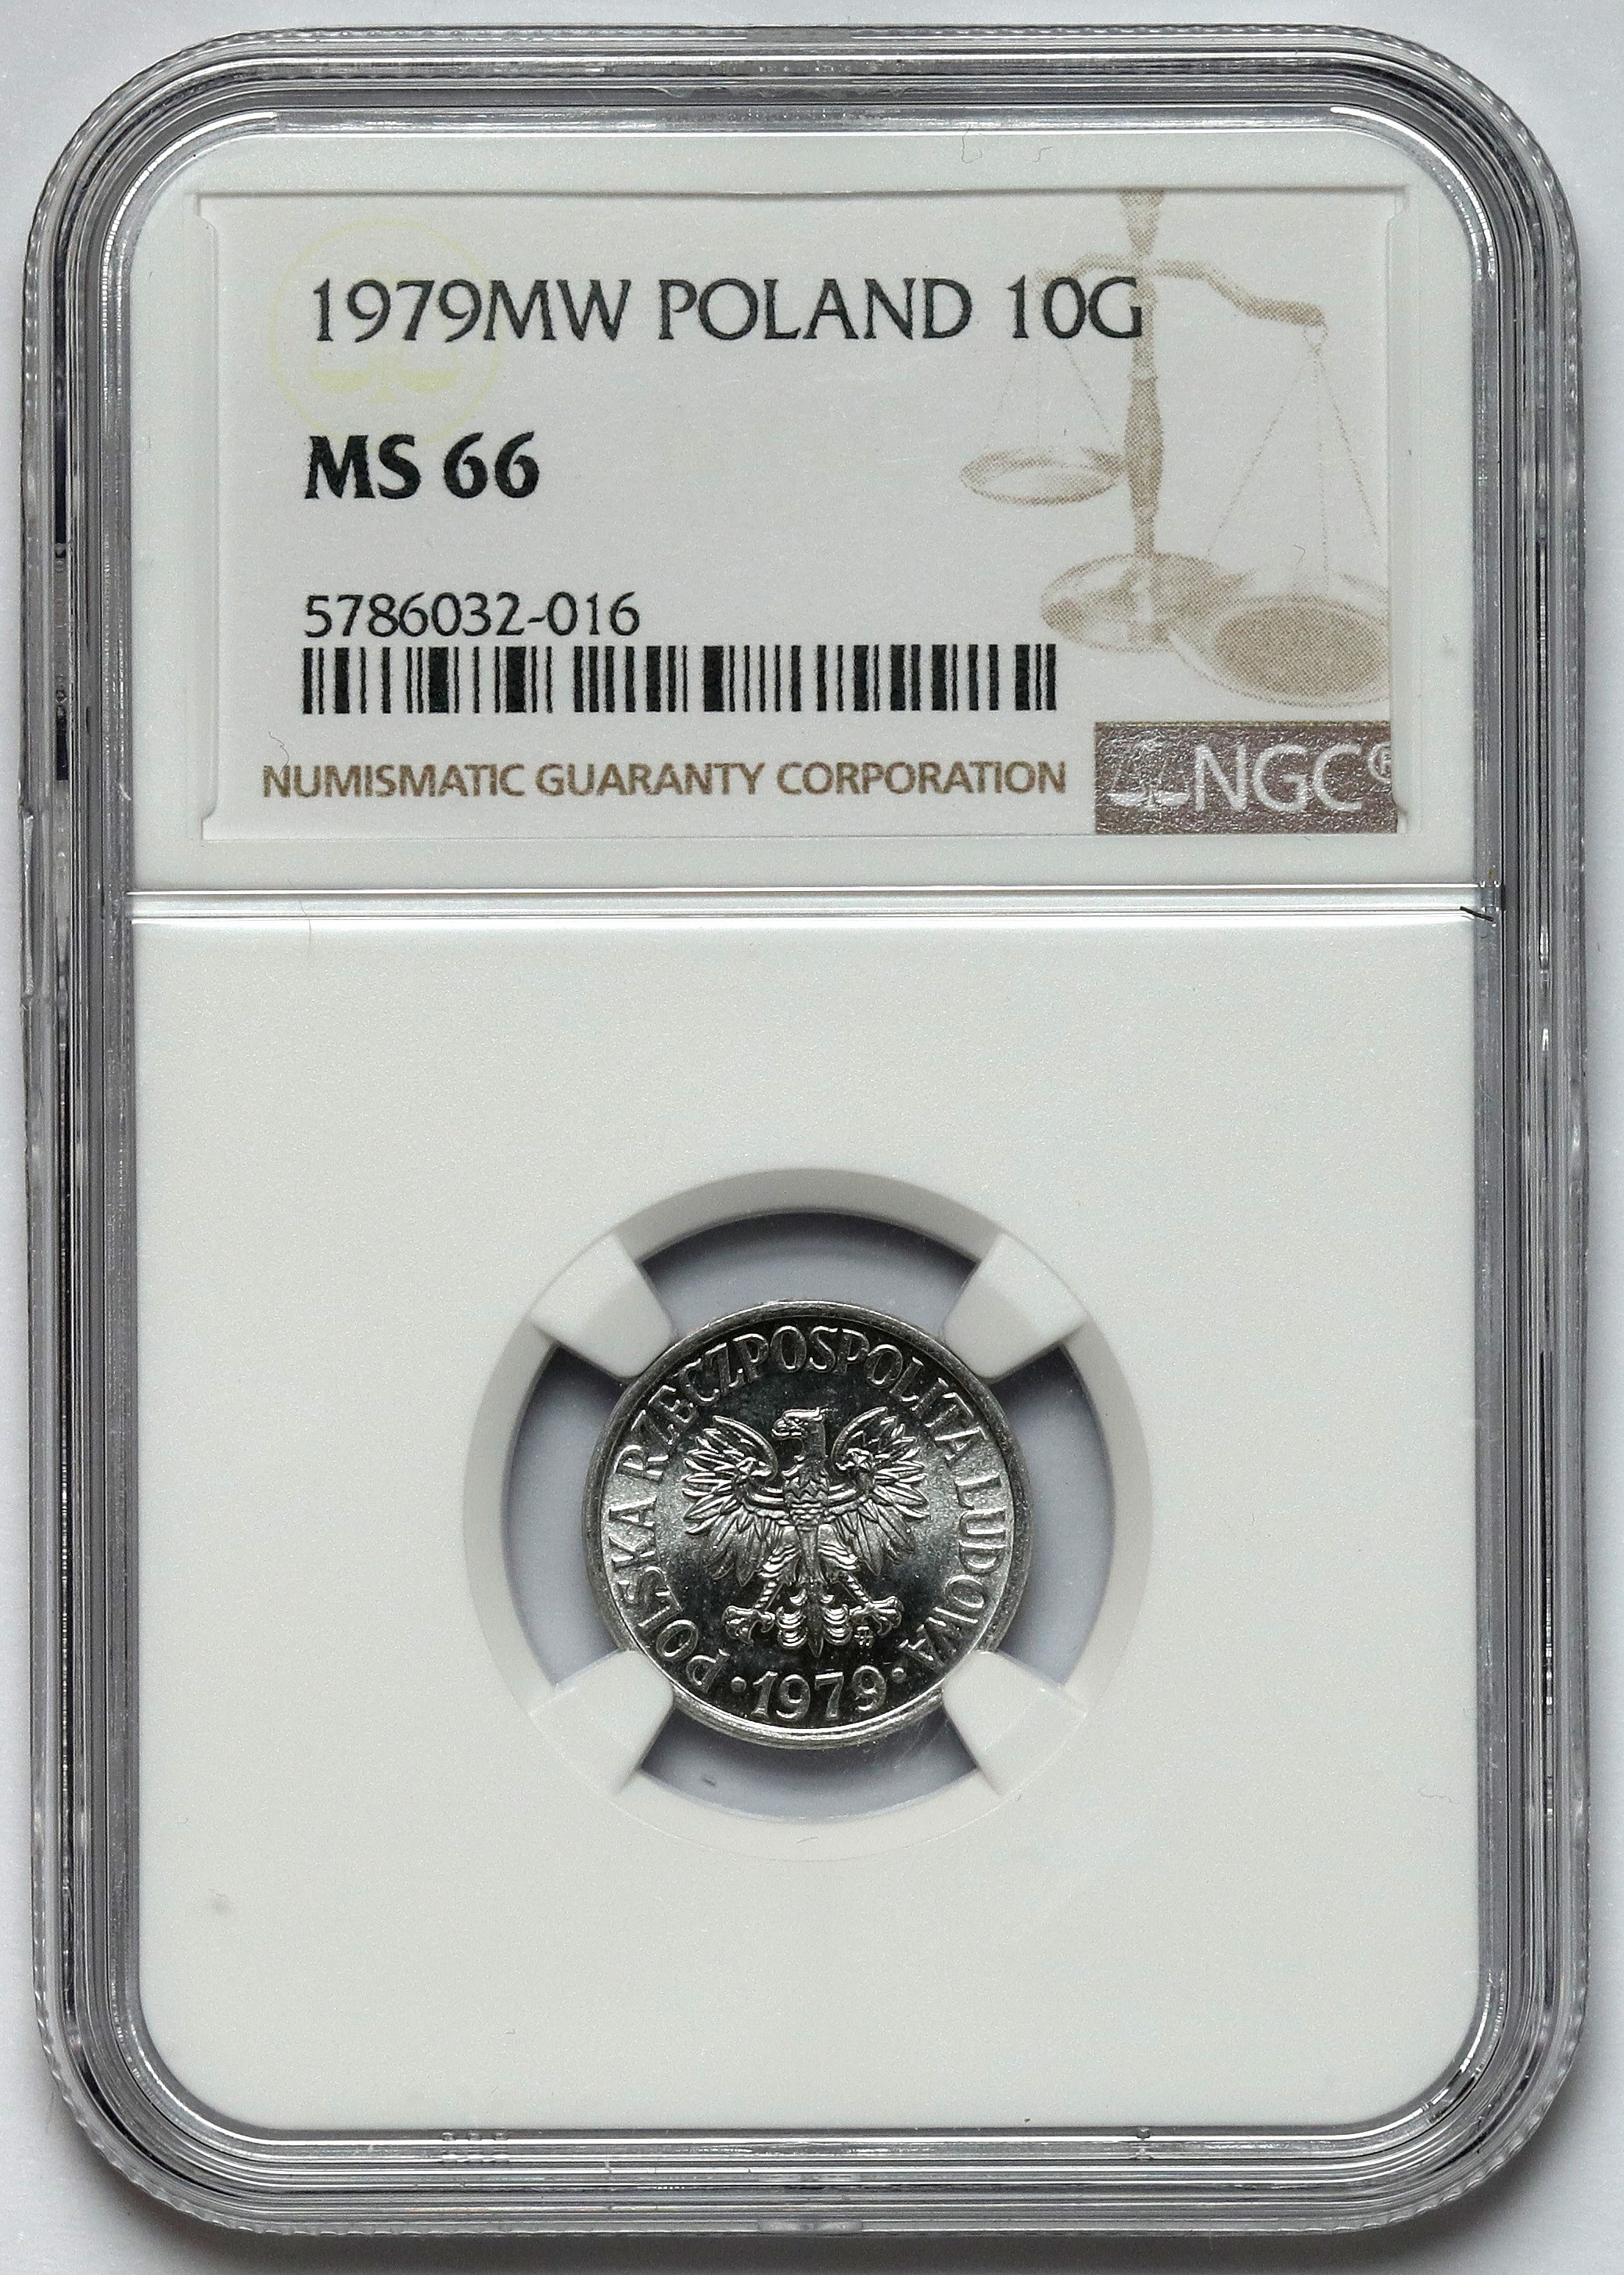 1979MW POLAND 10G
MS 66
5786032-016
NUMISMATIC GUARANTY CORPORATION
NGC®
POLSKA RZECZPOSPOLITA LUDOWA
·1979·